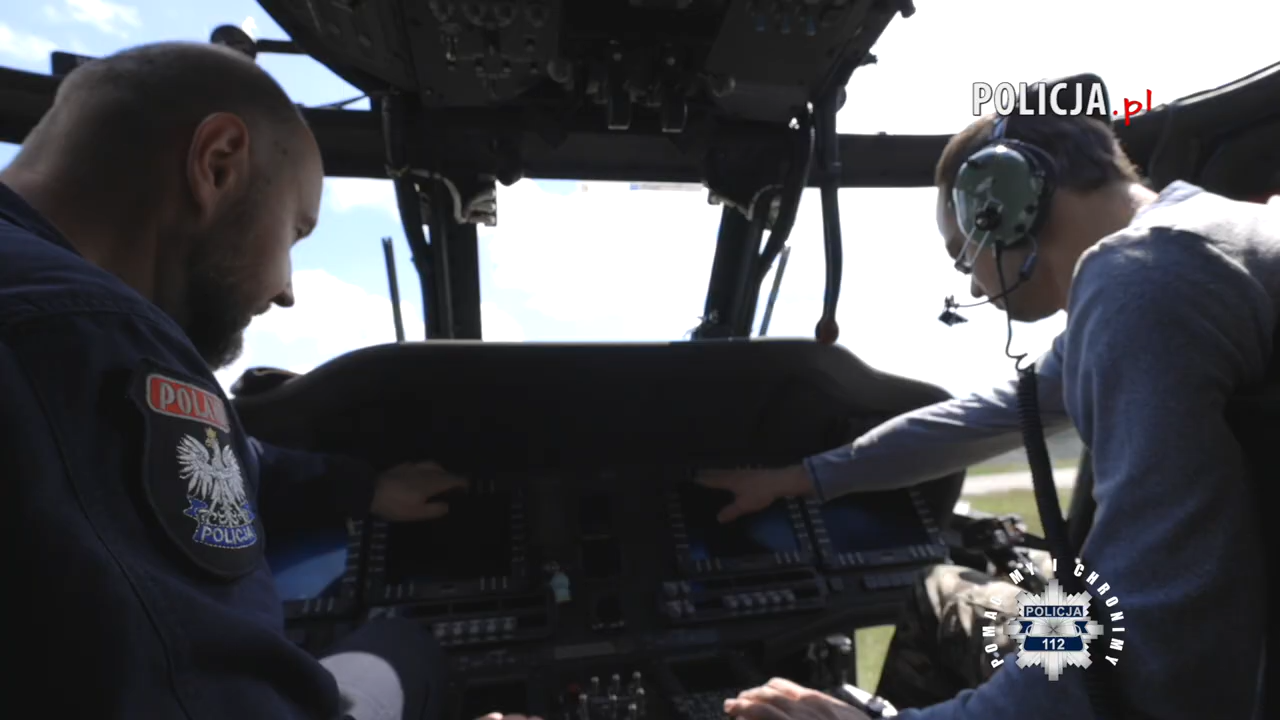 POLICJA.pl
POLA
POLICJA
POMAGAMY I CHRONIMY
POLICJA
112